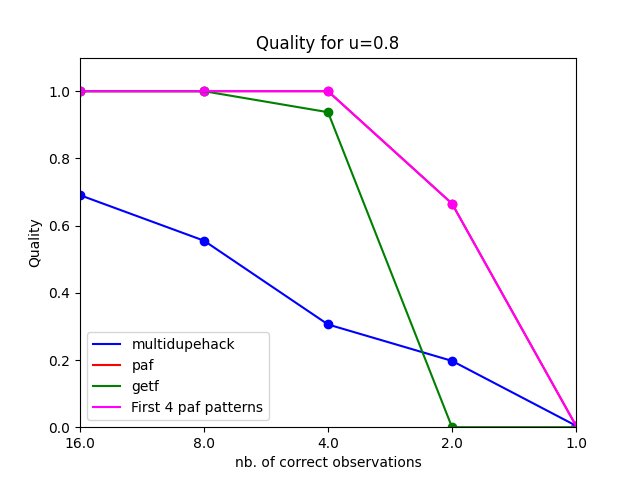 Quality for u=0.8
Quality
1.0
0.8
0.6
0.4
0.2
0.0
multidupehack
paf
getf
First 4 paf patterns
16.0 8.0 4.0 2.0 1.0
nb. of correct observations